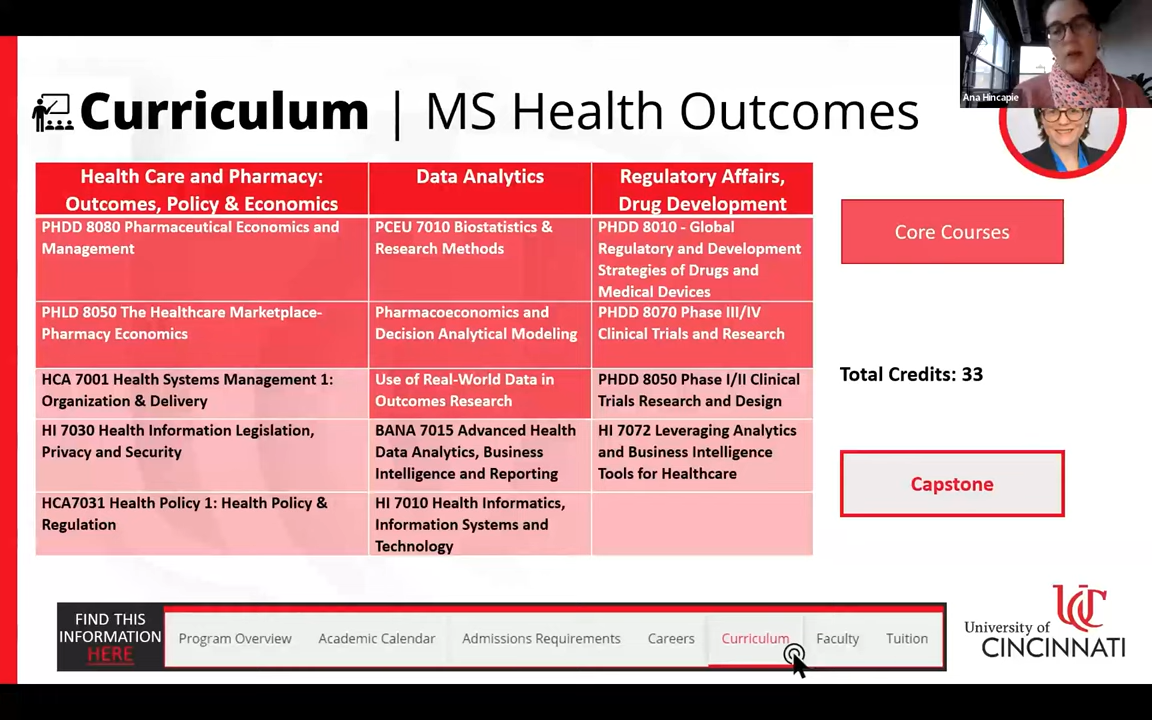 Ana Hincapie
Curriculum | MS Health Outcomes
Health Care and Pharmacy:
Outcomes, Policy & Economics
Data Analytics
Regulatory Affairs,
Drug Development
PHDD 8080 Pharmaceutical Economics and
Management
PCEU 7010 Biostatistics &
Research Methods
PHDD 8010 - Global
Regulatory and Development
Strategies of Drugs and
Medical Devices
PHLD 8050 The Healthcare Marketplace-
Pharmacy Economics
Pharmacoeconomics and
Decision Analytical Modeling
PHDD 8070 Phase III/IV
Clinical Trials and Research
HCA 7001 Health Systems Management 1:
Organization & Delivery
Use of Real-World Data in
Outcomes Research
PHDD 8050 Phase I/II Clinical
Trials Research and Design
HI 7030 Health Information Legislation,
Privacy and Security
BANA 7015 Advanced Health
Data Analytics, Business
Intelligence and Reporting
HI 7072 Leveraging Analytics
and Business Intelligence
Tools for Healthcare
HCA7031 Health Policy 1: Health Policy &
Regulation
HI 7010 Health Informatics,
Information Systems and
Technology
Core Courses
Total Credits: 33
Capstone
FIND THIS
INFORMATION
HERE
Program Overview
Academic Calendar
Admissions Requirements
Careers
Curriculum
Faculty
Tuition
UC
University of
CINCINNATI